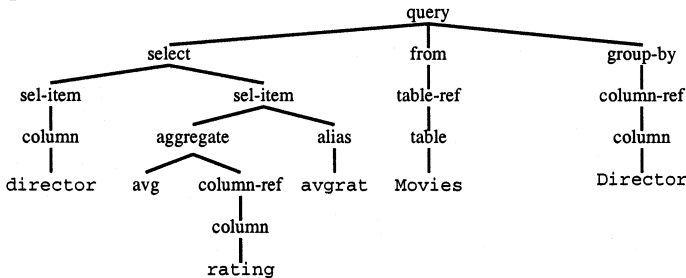 query
select from group-by
sel-item sel-item table-ref column-ref
column aggregate alias table column
director avg column-ref avgrat Movies Director
column
rating